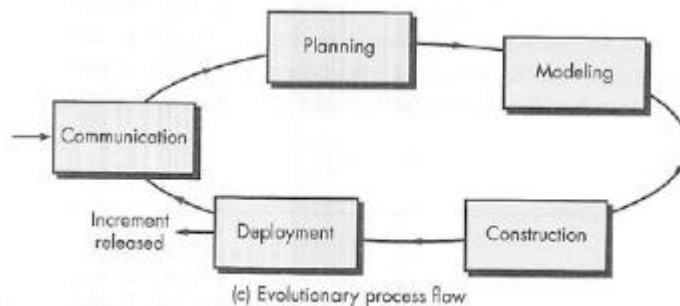 Planning
Modeling
Communication
Increment
released
Deployment
Construction
(c) Evolutionary process flow